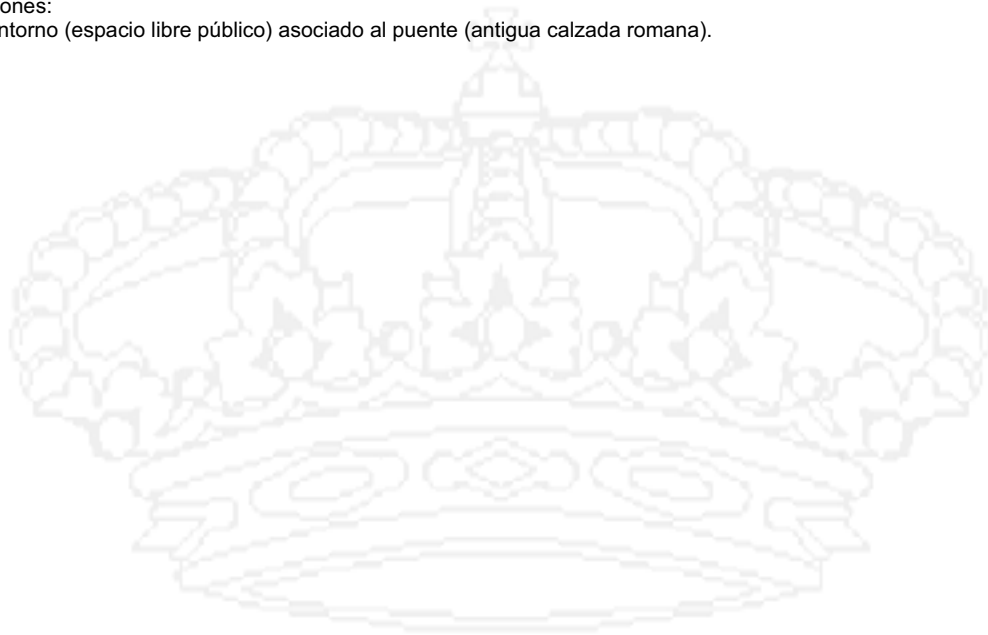 ones:
ntorno (espacio libre público) asociado al puente (antigua calzada romana).